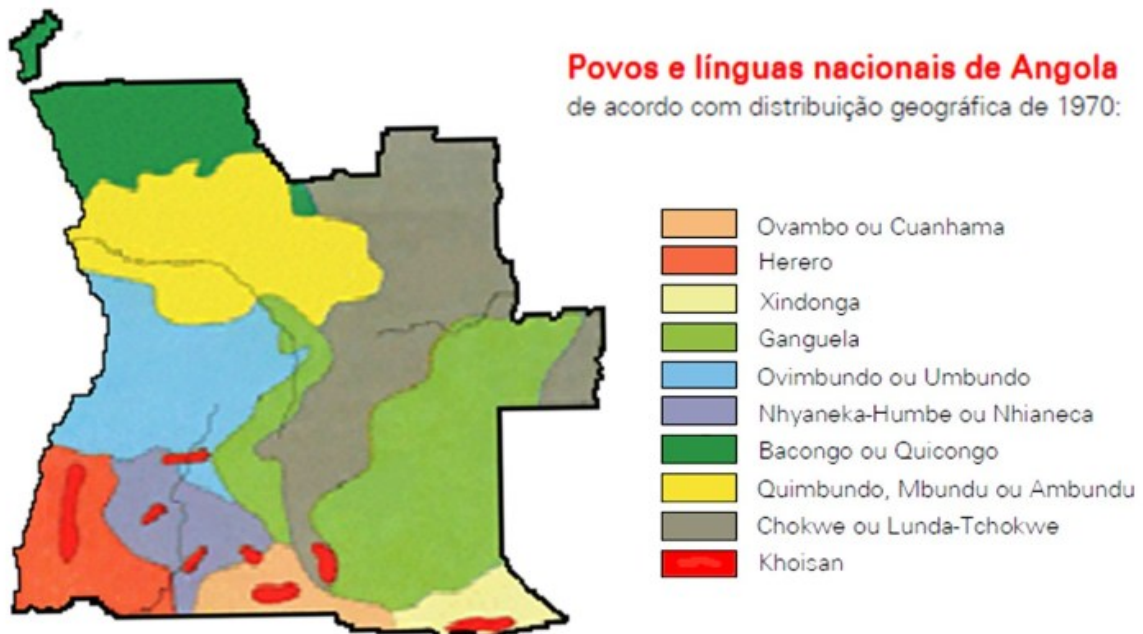 Povos e línguas nacionais de Angola
de acordo com distribuição geográfica de 1970:
Ovambo ou Cuanhama
Herero
Xindonga
Ganguela
Ovimbundo ou Umbundo
Nhyaneka-Humbe ou Nhianeca
Bacongo ou Quicongo
Quimbundo, Mbundu ou Ambundu
Chokwe ou Lunda-Tchokwe
Khoisan